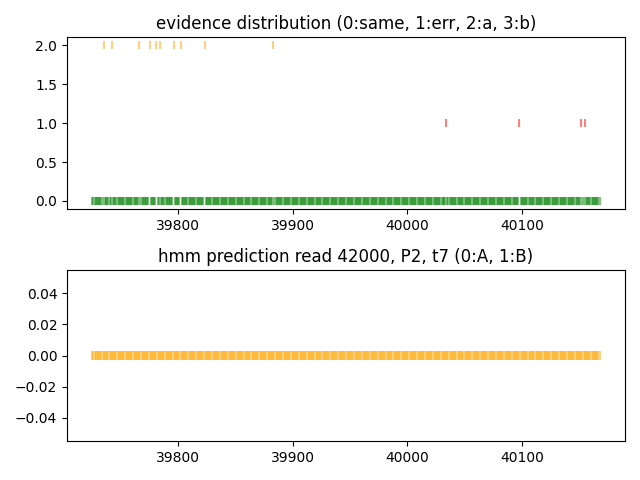 evidence distribution (0:same, 1:err, 2:a, 3:b)
2.0
1.5
1.0
0.5
0.0
39800 39900 40000 40100
hmm prediction read 42000, P2, t7 (0:A, 1:B)
0.04
0.02
0.00
−0.02
−0.04
39800 39900 40000 40100